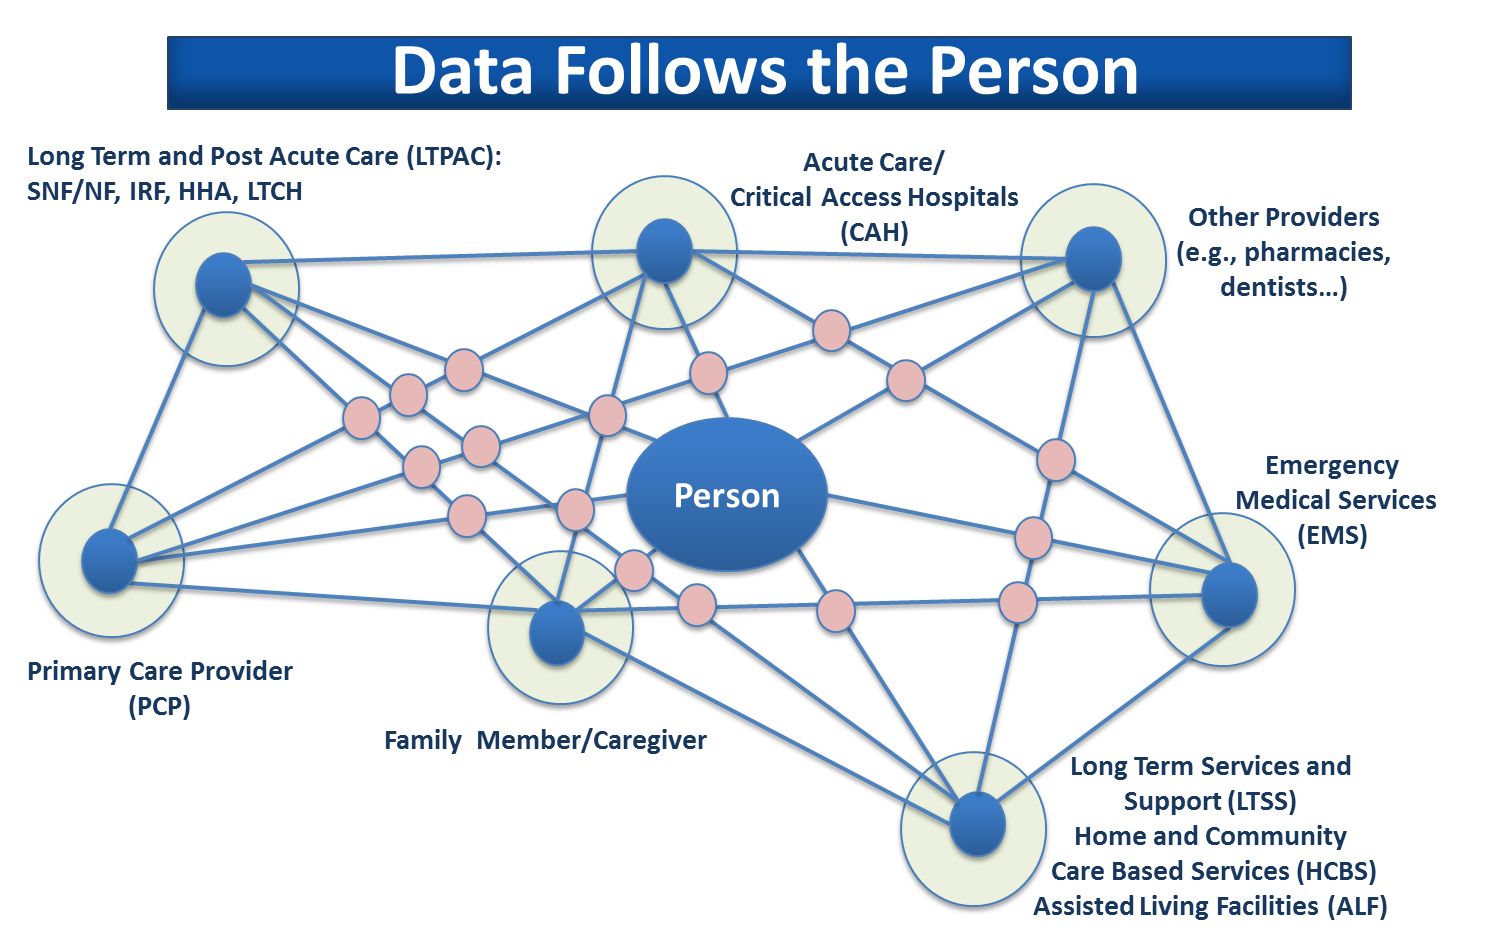 Data Follows the Person
Long Term and Post Acute Care (LTPAC):
SNF/NF, IRF, HHA, LTCH
Acute Care/
Critical Access Hospitals
(CAH)
Other Providers
(e.g., pharmacies,
dentists…)
Person
Emergency
Medical Services
(EMS)
Primary Care Provider
(PCP)
Family Member/Caregiver
Long Term Services and
Support (LTSS)
Home and Community
Care Based Services (HCBS)
Assisted Living Facilities (ALF)